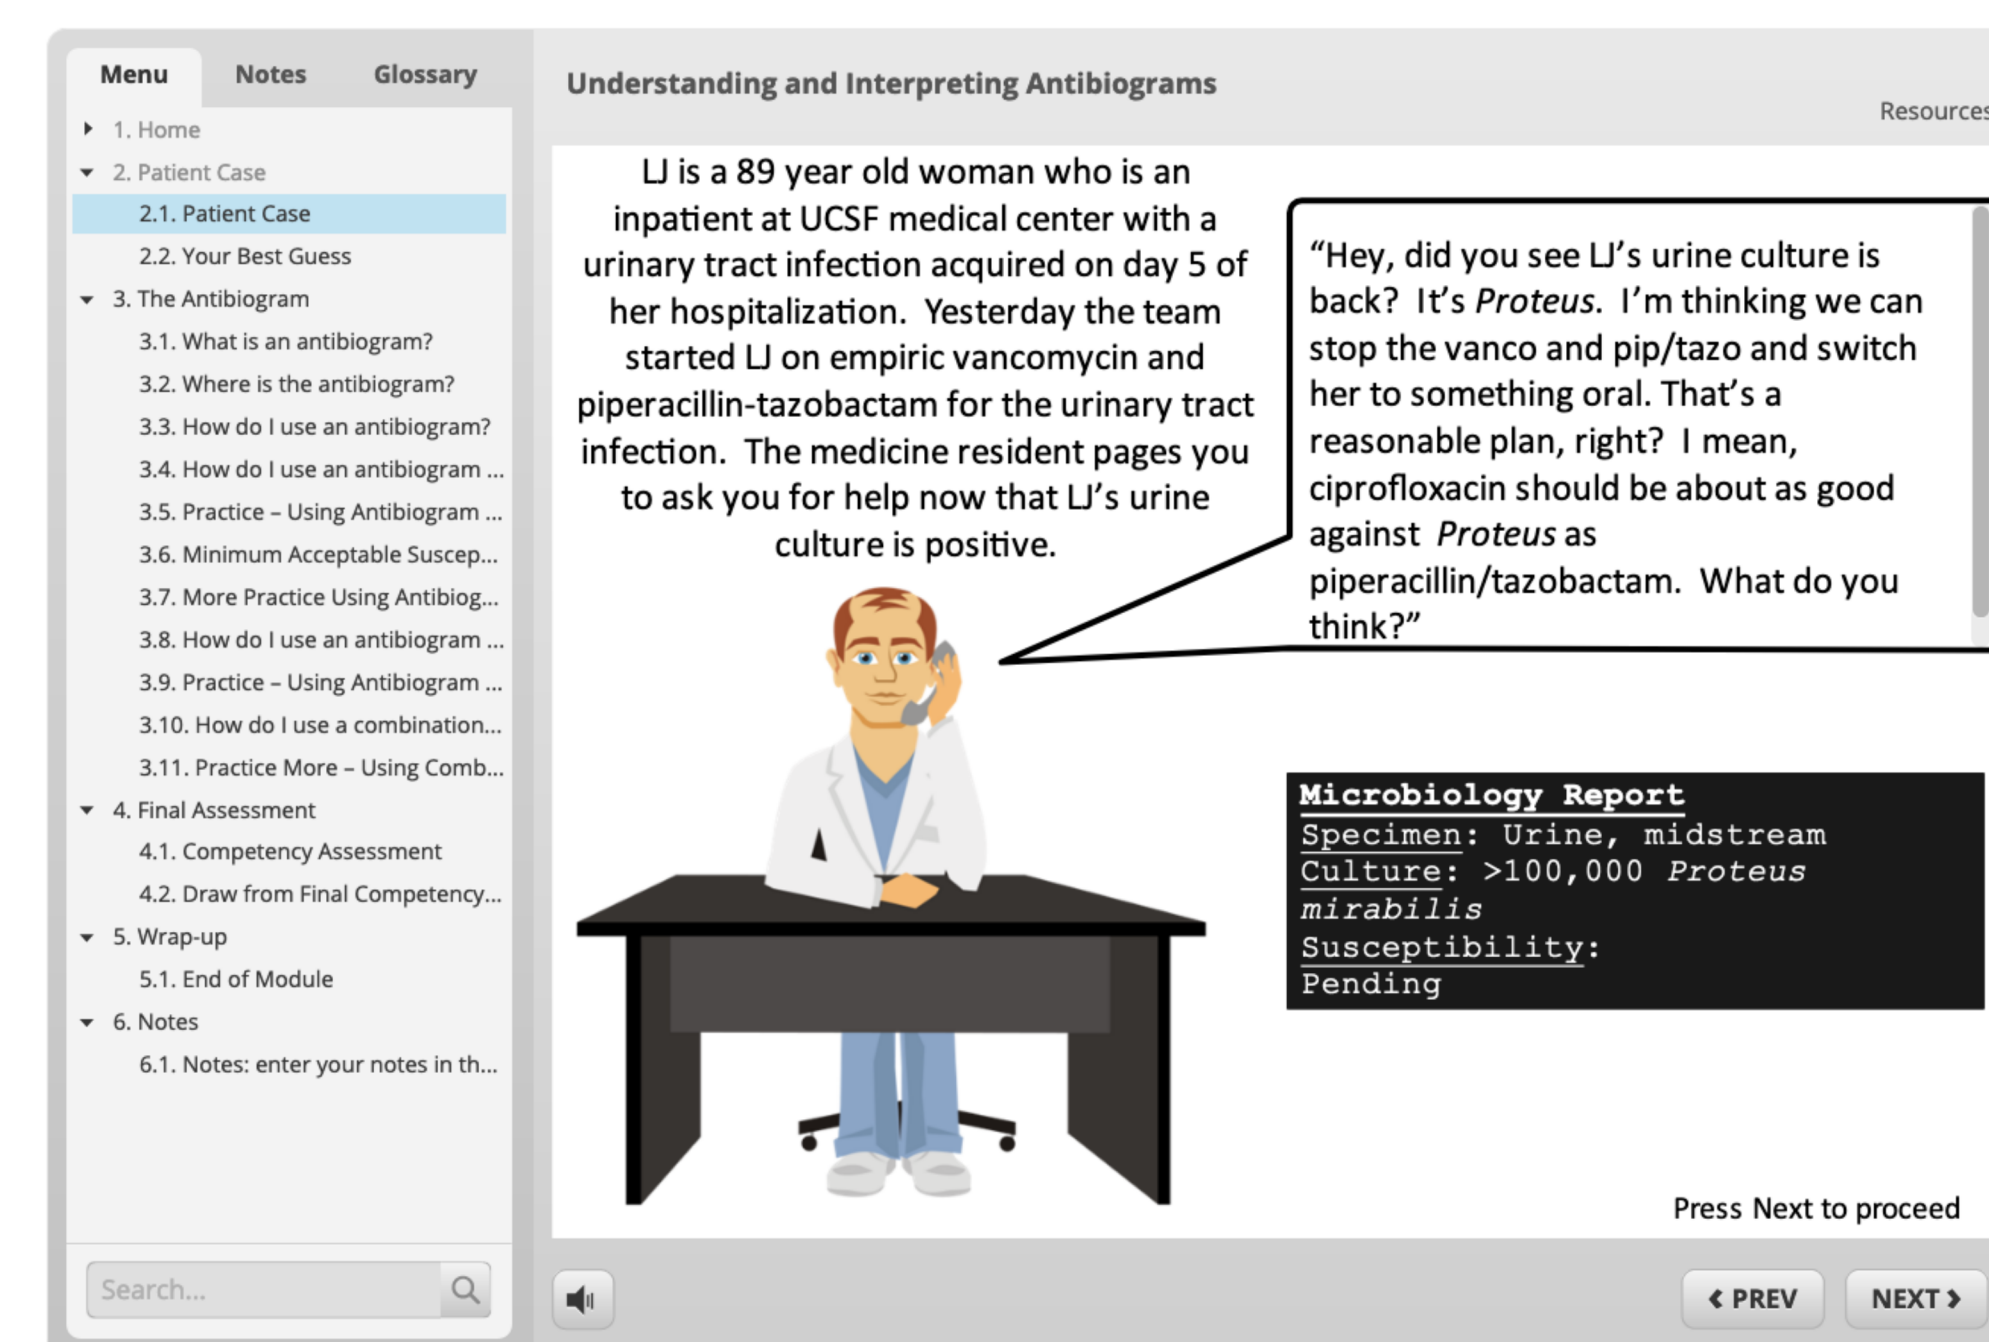 Menu
Notes
Glossary
1. Home
2. Patient Case
2.1. Patient Case
2.2. Your Best Guess
3. The Antibiogram
3.1. What is an antibiogram?
3.2. Where is the antibiogram?
3.3. How do I use an antibiogram?
3.4. How do I use an antibiogram ...
3.5. Practice – Using Antibiogram ...
3.6. Minimum Acceptable Suscep...
3.7. More Practice Using Antibiog...
3.8. How do I use an antibiogram ...
3.9. Practice – Using Antibiogram ...
3.10. How do I use a combination...
3.11. Practice More – Using Comb...
4. Final Assessment
4.1. Competency Assessment
4.2. Draw from Final Competency...
5. Wrap-up
5.1. End of Module
6. Notes
6.1. Notes: enter your notes in th...
Search...
Understanding and Interpreting Antibiograms
Resources
LJ is a 89 year old woman who is an
inpatient at UCSF medical center with a
urinary tract infection acquired on day 5 of
her hospitalization. Yesterday the team
started LJ on empiric vancomycin and
piperacillin-tazobactam for the urinary tract
infection. The medicine resident pages you
to ask you for help now that LJ's urine
culture is positive.
“Hey, did you see LJ’s urine culture is
back? It’s Proteus. I’m thinking we can
stop the vanco and pip/tazo and switch
her to something oral. That’s a
reasonable plan, right? I mean,
ciprofloxacin should be about as good
against Proteus as
piperacillin/tazobactam. What do you
think?”
Microbiology Report
Specimen: Urine, midstream
Culture: >100,000 Proteus
mirabilis
Susceptibility:
Pending
Press Next to proceed
PREV
NEXT